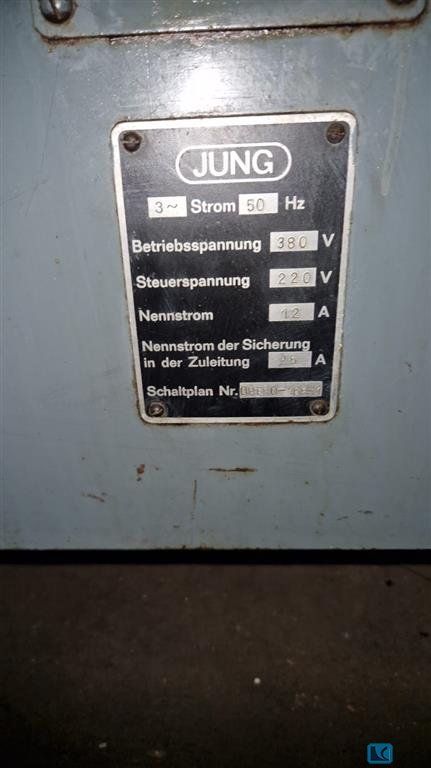 JUNG
3~ Strom 50 Hz
Betriebsspannung 380 V
Steuerspannung 220 V
Nennstrom 12 A
Nennstrom der Sicherung
in der Zuleitung 25 A
Schaltplan Nr.